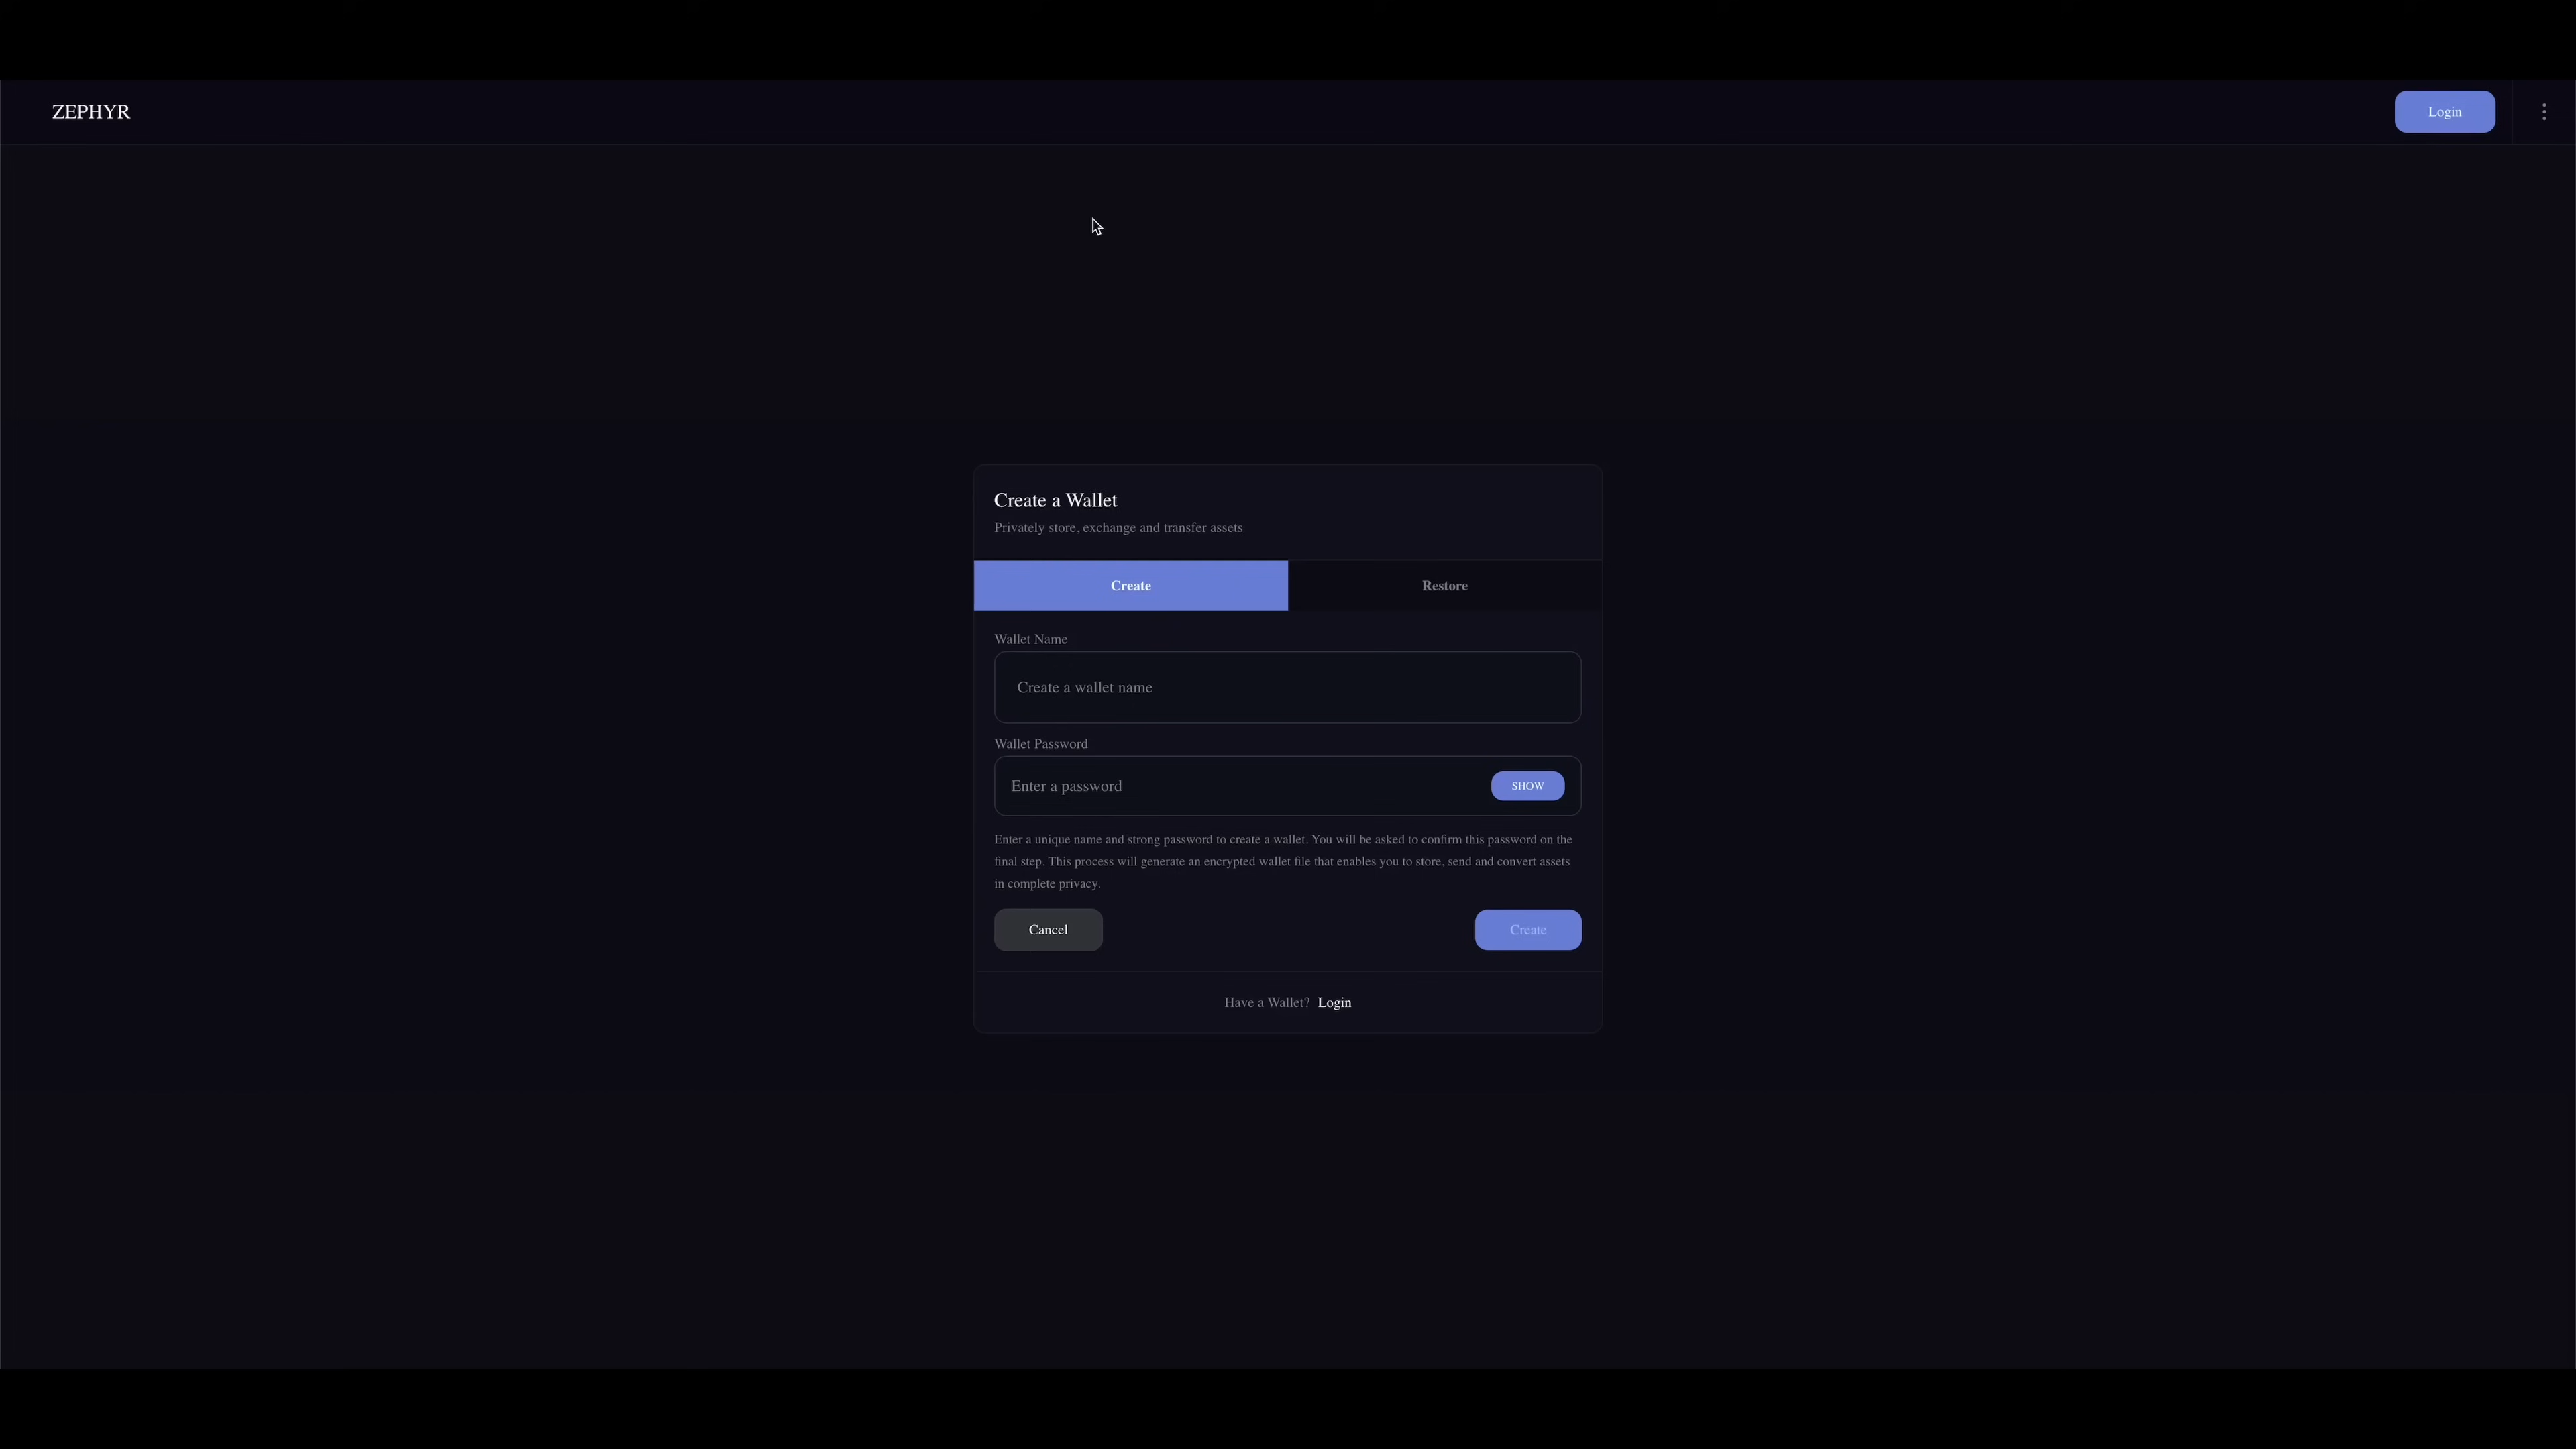 ZEPHYR
Login
Create a Wallet
Privately store, exchange and transfer assets
Create
Restore
Wallet Name
Create a wallet name
Wallet Password
Enter a password
SHOW
Enter a unique name and strong password to create a wallet. You will be asked to confirm this password on the
final step. This process will generate an encrypted wallet file that enables you to store, send and convert assets
in complete privacy.
Cancel
Create
Have a Wallet? Login